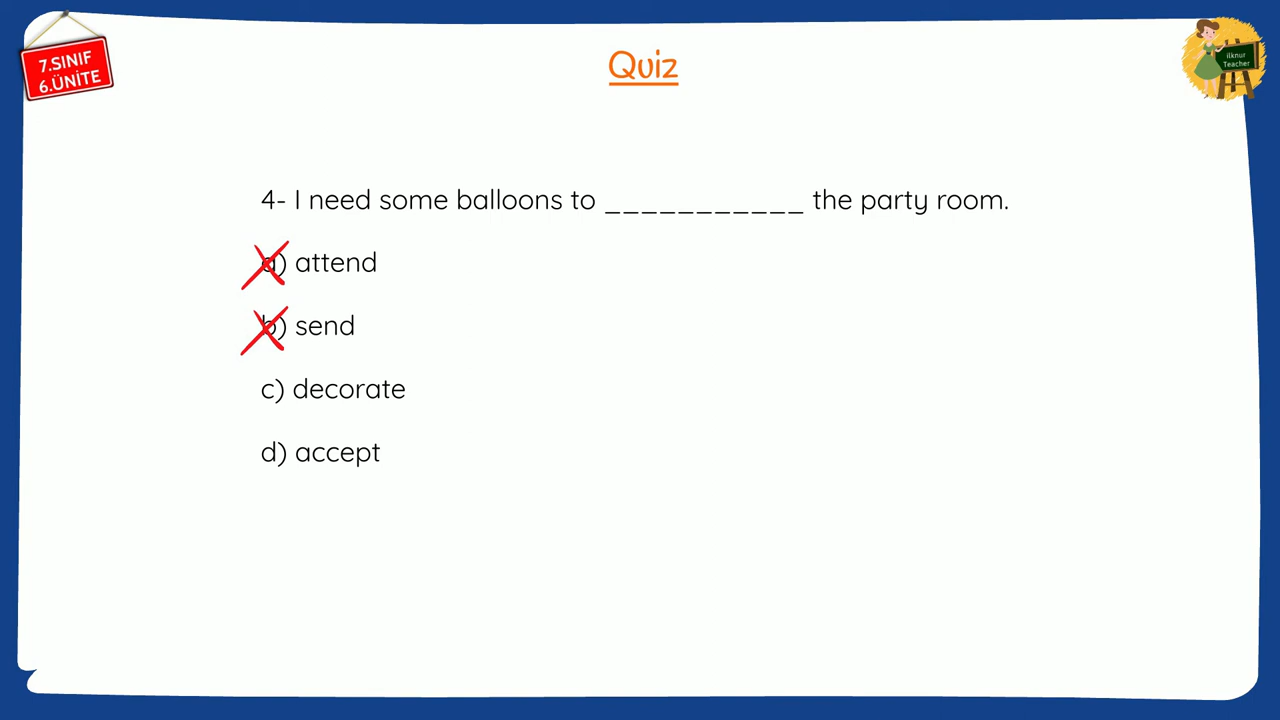 7.SINIF
6.ÜNİTE
Quiz
ilknur
Teacher
4- I need some balloons to ___________ the party room.
a) attend
b) send
c) decorate
d) accept